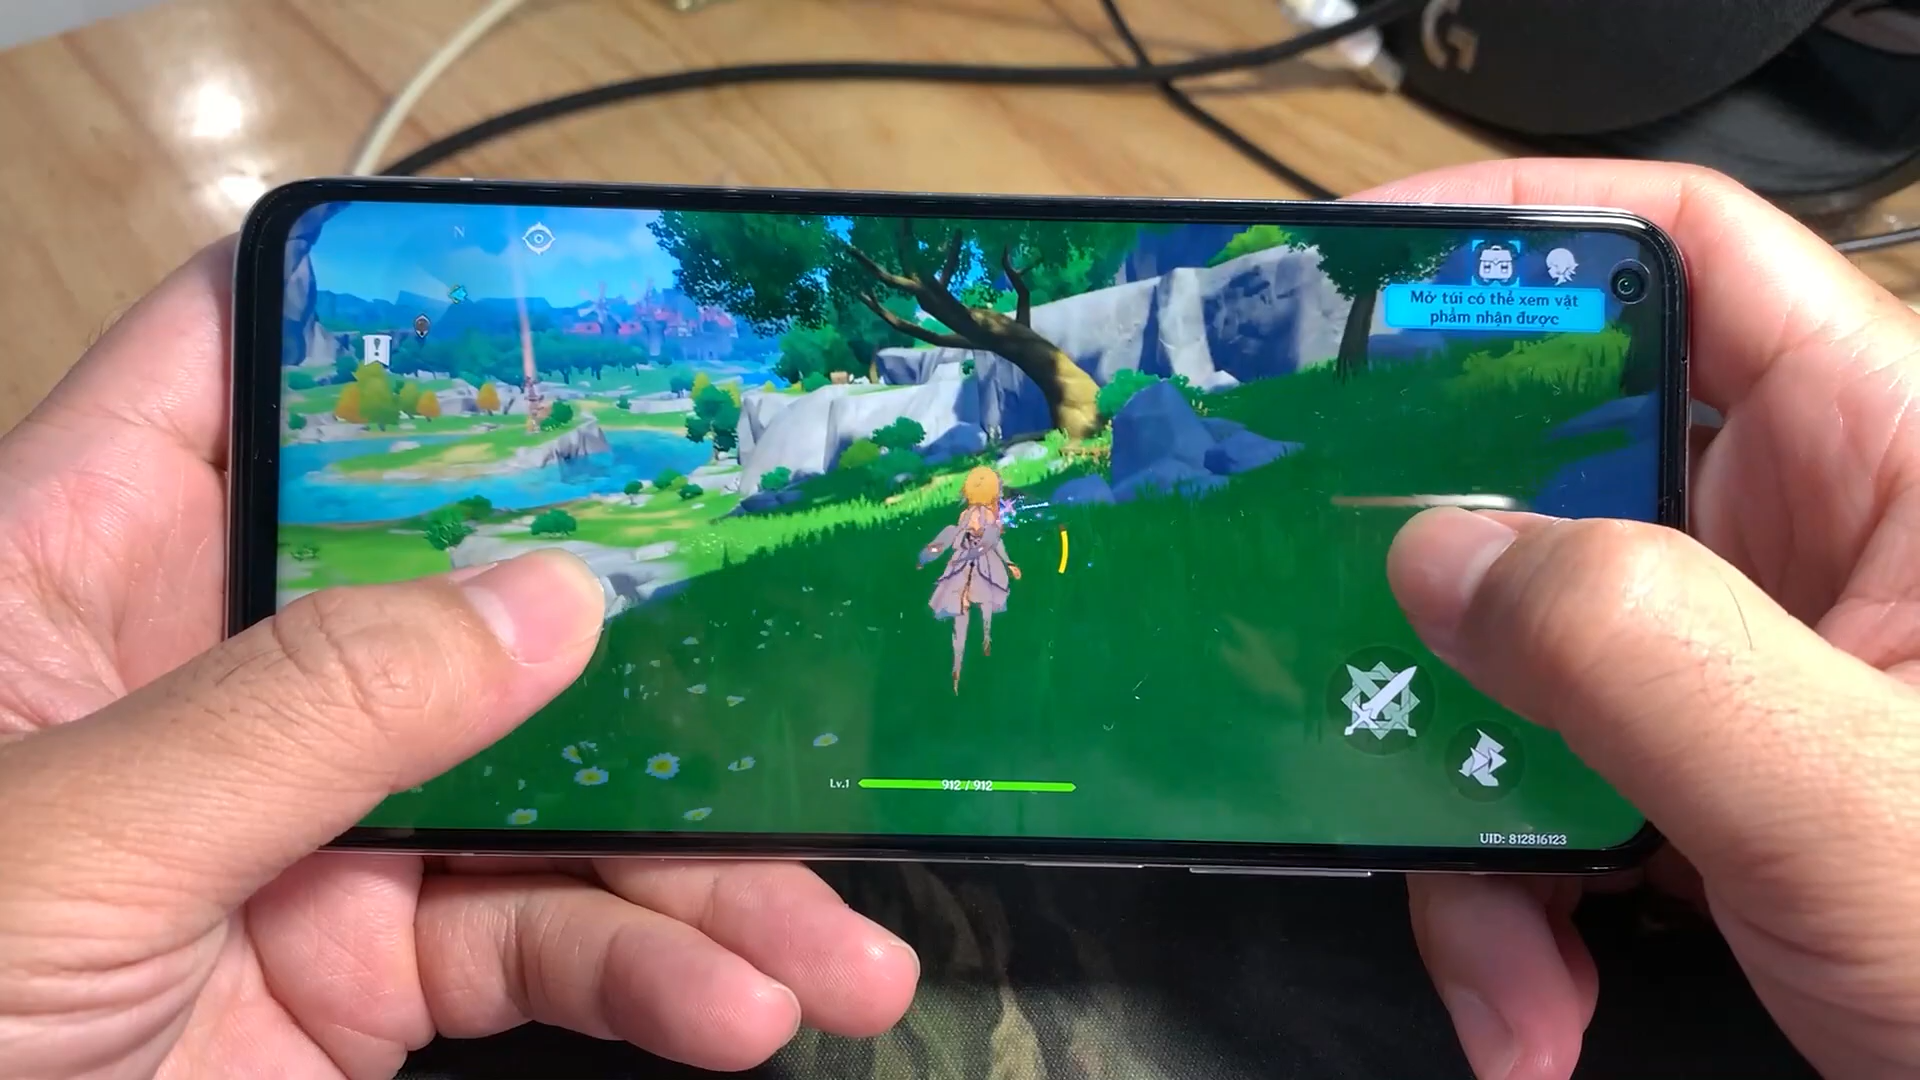 N
Mở túi có thể xem vật
phẩm nhận được
Lv.1
912 / 912
UID: 812816123